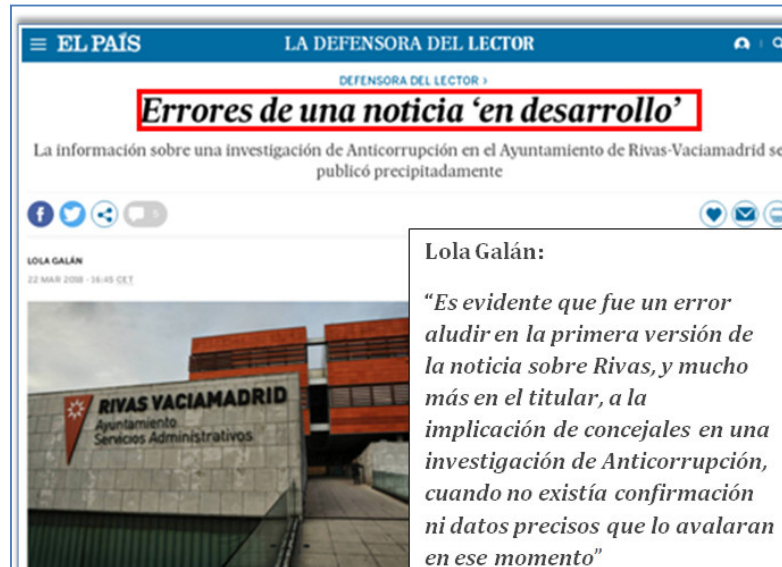 EL PAÍS
LA DEFENSORA DEL LECTOR
DEFENSORA DEL LECTOR >
Errores de una noticia ‘en desarrollo’
La información sobre una investigación de Anticorrupción en el Ayuntamiento de Rivas-Vaciamadrid se
publicó precipitadamente
5
LOLA GALÁN
22 MAR 2018 - 16:45 CET
RIVAS VACIAMADRID
Ayuntamiento
Servicios Administrativos
Lola Galán:
“Es evidente que fue un error
aludir en la primera versión de
la noticia sobre Rivas, y mucho
más en el titular, a la
implicación de concejales en una
investigación de Anticorrupción,
cuando no existía confirmación
ni datos precisos que lo avalaran
en ese momento”